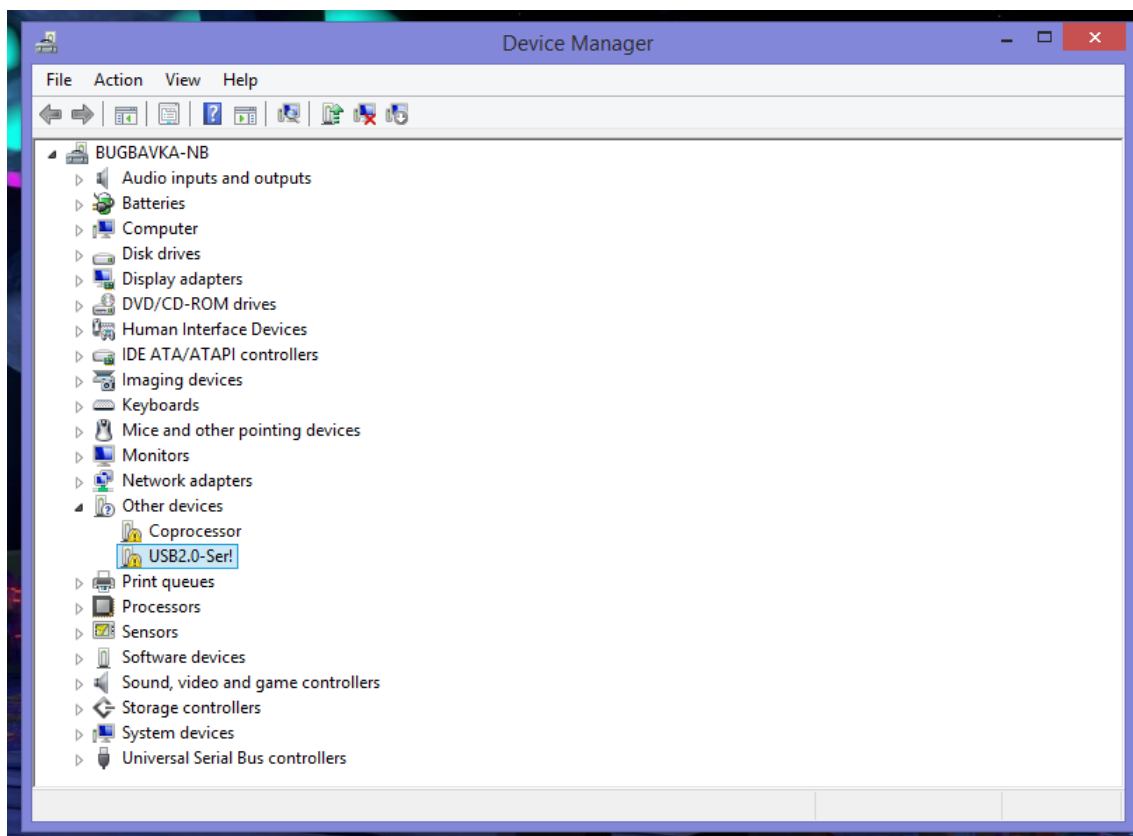 Device Manager
File Action View Help
BUGBAVKA-NB
Audio inputs and outputs
Batteries
Computer
Disk drives
Display adapters
DVD/CD-ROM drives
Human Interface Devices
IDE ATA/ATAPI controllers
Imaging devices
Keyboards
Mice and other pointing devices
Monitors
Network adapters
Other devices
Coprocessor
USB2.0-Ser!
Print queues
Processors
Sensors
Software devices
Sound, video and game controllers
Storage controllers
System devices
Universal Serial Bus controllers